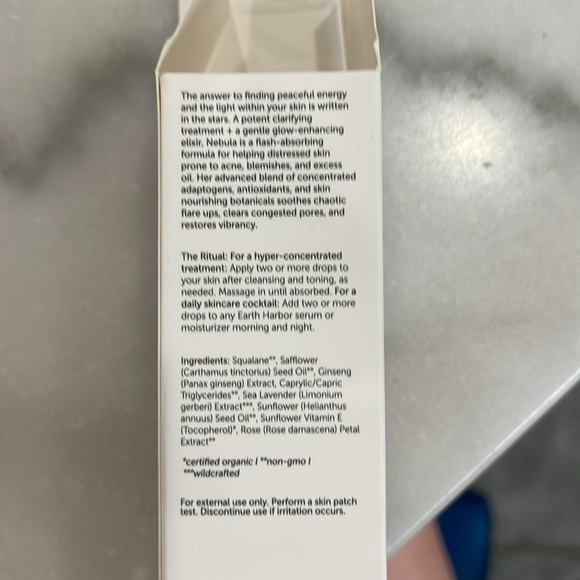 The answer to finding peaceful energy
and the light within your skin is written
in the stars. A potent clarifying
treatment + a gentle glow-enhancing
elixir, Nebula is a flash-absorbing
formula for helping distressed skin
prone to acne, blemishes, and excess
oil. Her advanced blend of concentrated
adaptogens, antioxidants, and skin
nourishing botanicals soothes chaotic
flare ups, clears congested pores, and
restores vibrancy.
The Ritual: For a hyper-concentrated
treatment: Apply two or more drops to
your skin after cleansing and toning, as
needed. Massage in until absorbed. For a
daily skincare cocktail: Add two or more
drops to any Earth Harbor serum or
moisturizer morning and night.
Ingredients: Squalane**, Safflower
(Carthamus tinctorius) Seed Oil**, Ginseng
(Panax ginseng) Extract, Caprylic/Capric
Triglycerides**, Sea Lavender (Limonium
gerberi) Extract***, Sunflower (Helianthus
annuus) Seed Oil**, Sunflower Vitamin E
(Tocopherol)*, Rose (Rosa damascena) Petal
Extract**
*certified organic | **non-gmo |
***wildcrafted
For external use only. Perform a skin patch
test. Discontinue use if irritation occurs.